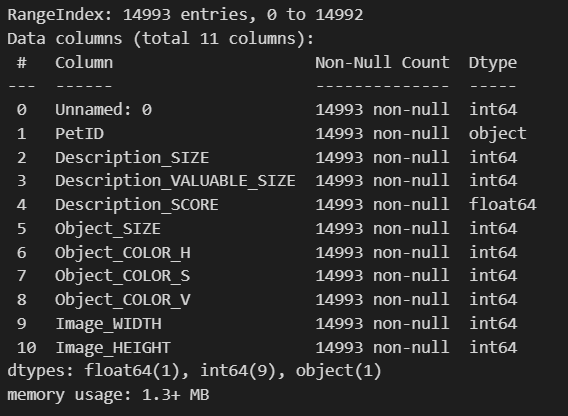 RangeIndex: 14993 entries, 0 to 14992
Data columns (total 11 columns):
 #   Column                     Non-Null Count  Dtype
---  ------                     --------------  -----
 0   Unnamed: 0                 14993 non-null  int64
 1   PetID                      14993 non-null  object
 2   Description_SIZE           14993 non-null  int64
 3   Description_VALUABLE_SIZE  14993 non-null  int64
 4   Description_SCORE          14993 non-null  float64
 5   Object_SIZE                14993 non-null  int64
 6   Object_COLOR_H             14993 non-null  int64
 7   Object_COLOR_S             14993 non-null  int64
 8   Object_COLOR_V             14993 non-null  int64
 9   Image_WIDTH                14993 non-null  int64
 10  Image_HEIGHT               14993 non-null  int64
dtypes: float64(1), int64(9), object(1)
memory usage: 1.3+ MB